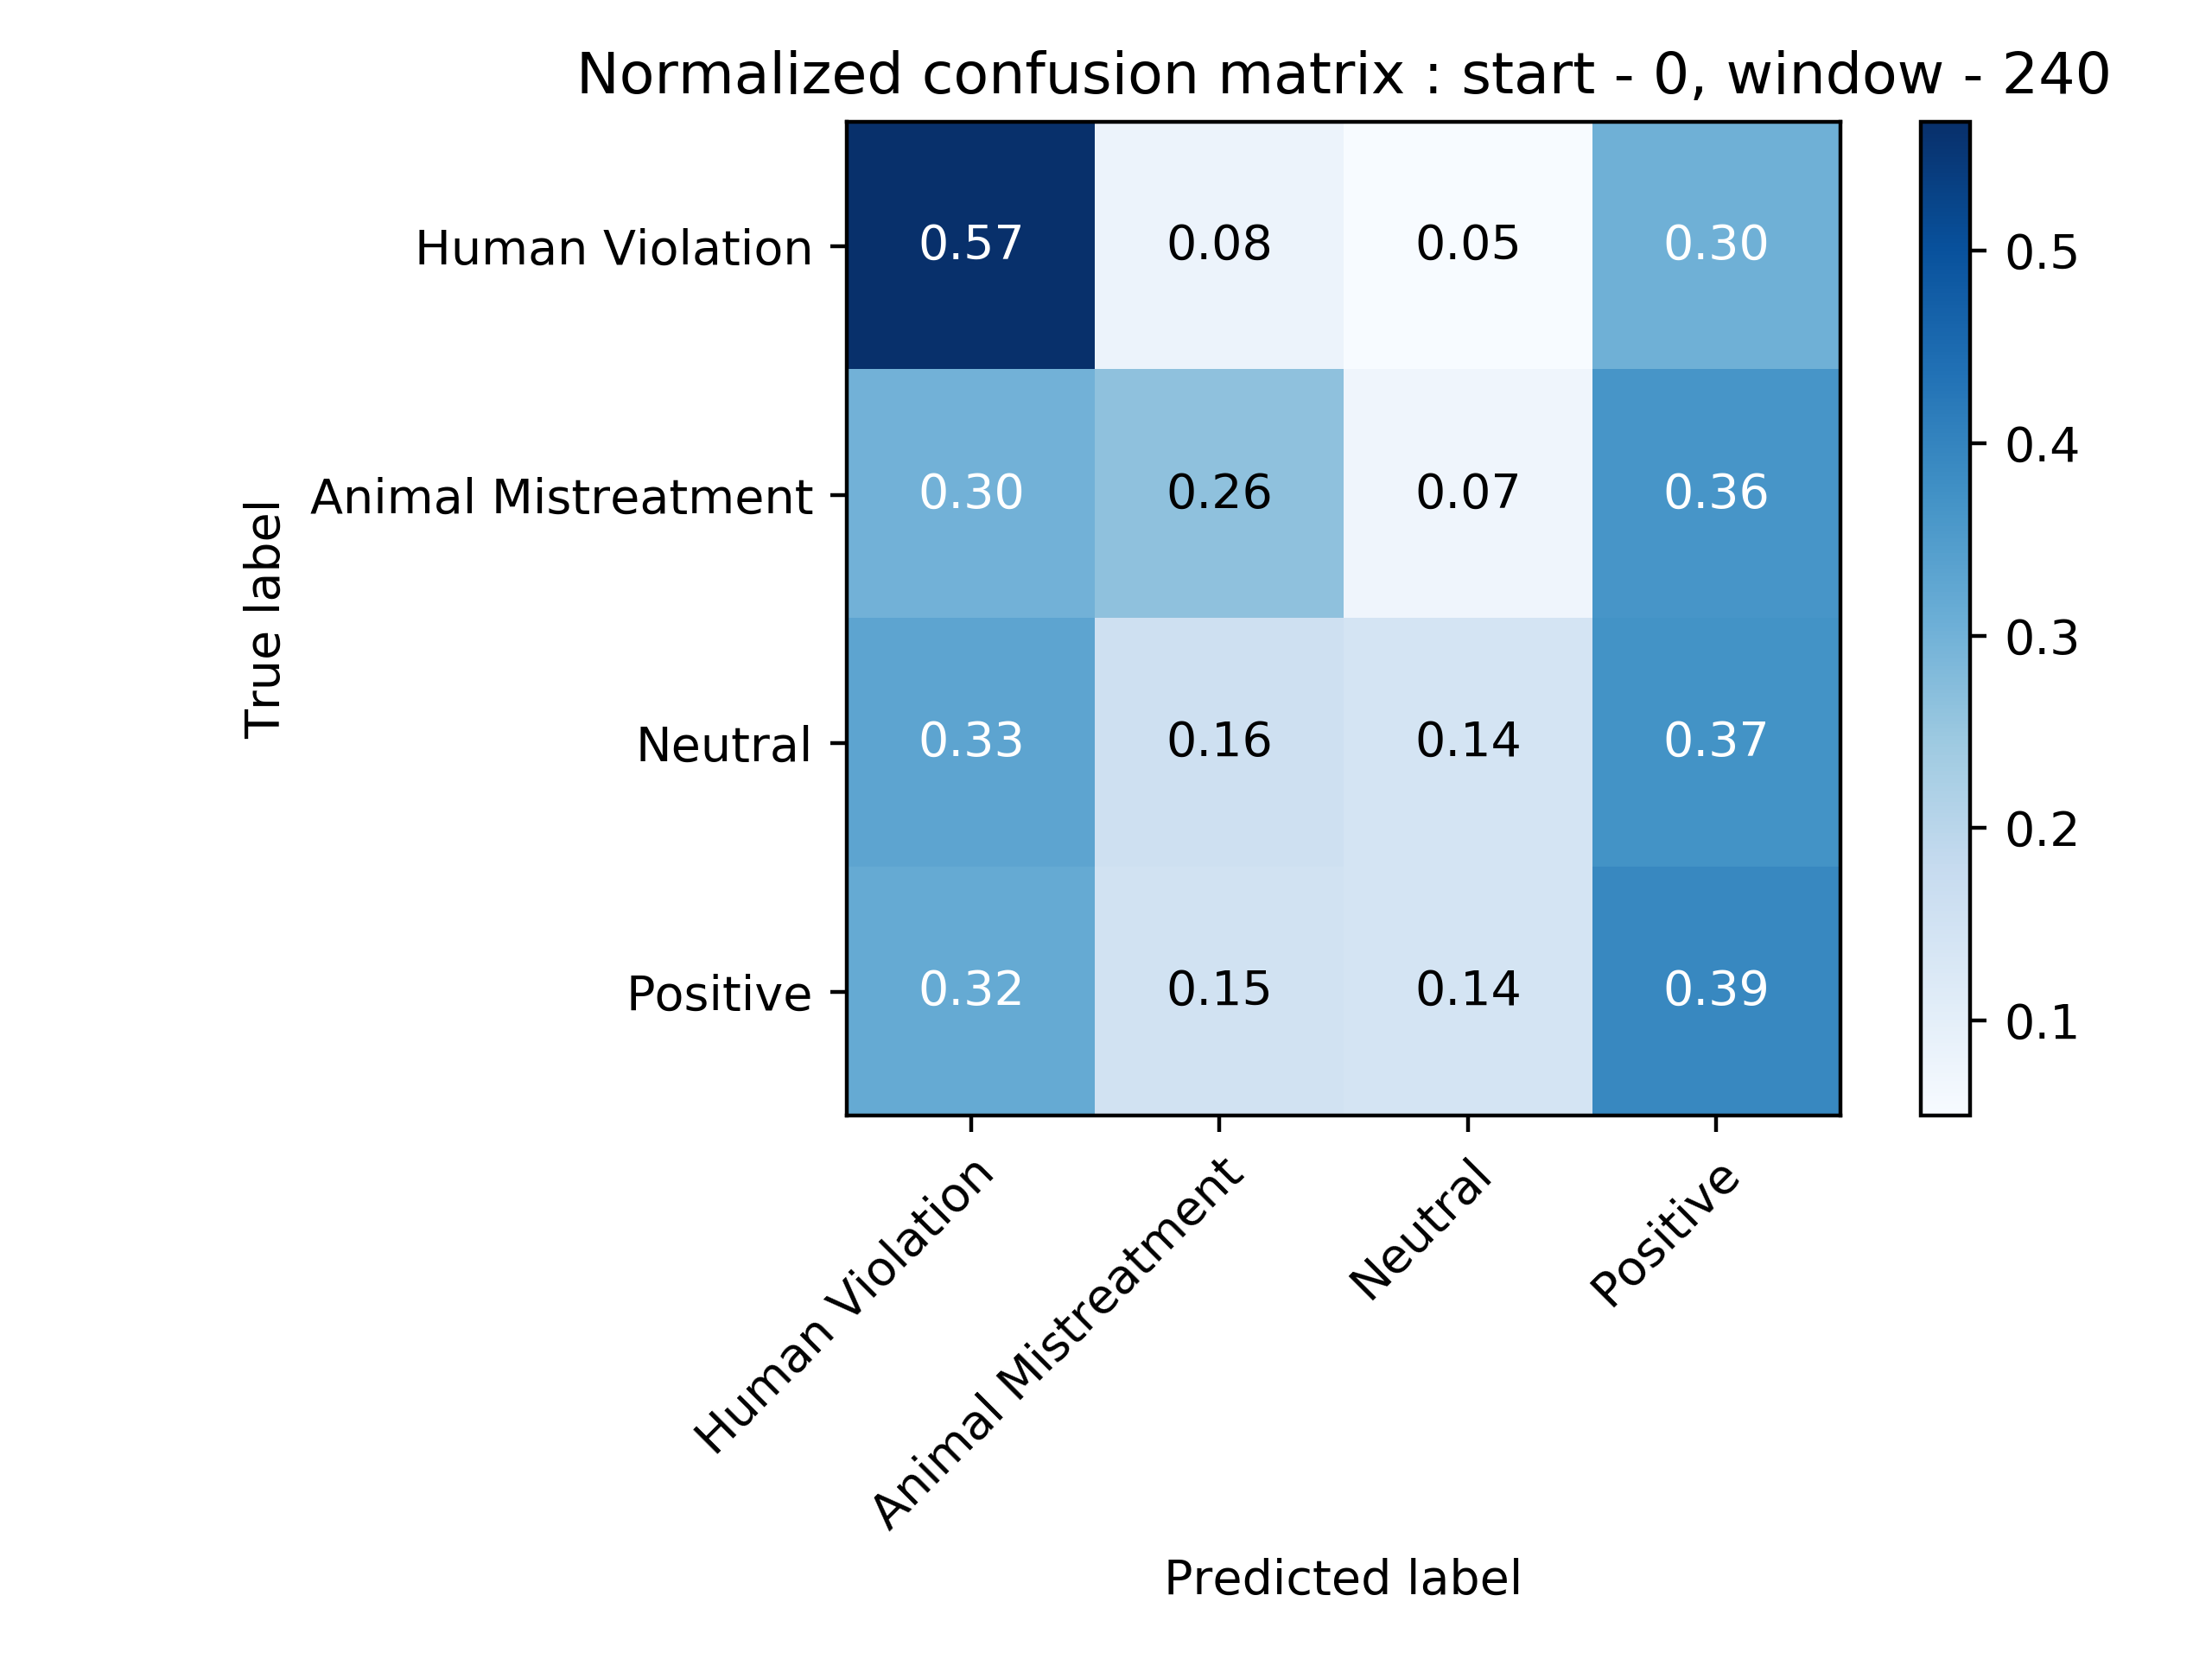 Normalized confusion matrix : start - 0, window - 240
Human Violation 0.57 0.08 0.05 0.30
Animal Mistreatment 0.30 0.26 0.07 0.36
Neutral 0.33 0.16 0.14 0.37
Positive 0.32 0.15 0.14 0.39
True label
Human Violation
Animal Mistreatment
Neutral
Positive
Predicted label
0.5
0.4
0.3
0.2
0.1